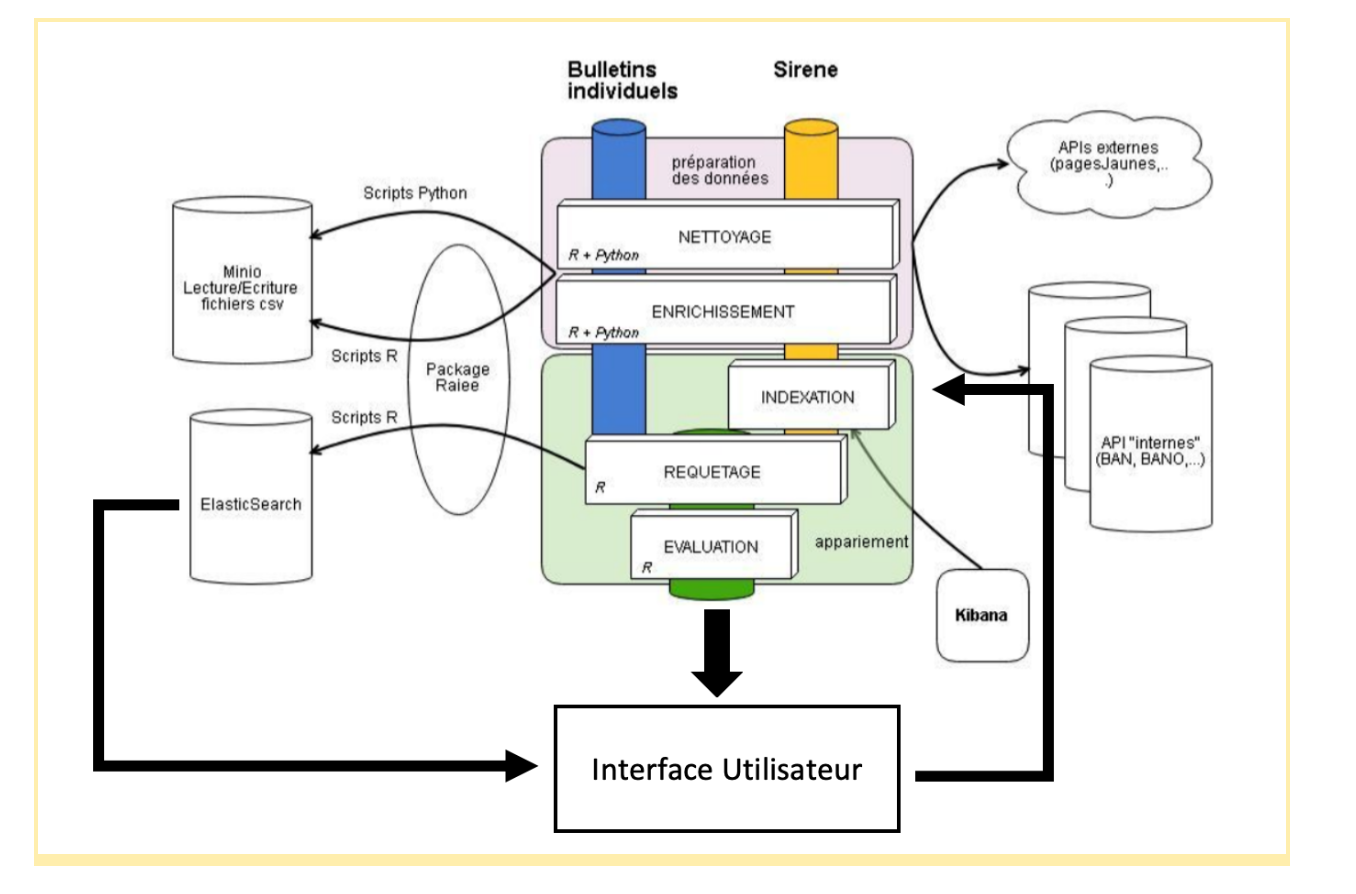 Bulletins
individuels
Sirene
préparation
des données
APIs externes
(pagesJaunes,..
.)
Scripts Python
NETTOYAGE
R + Python
Minio
Lecture/Ecriture
fichiers csv
ENRICHISSEMENT
R + Python
Scripts R
Package
Raiee
INDEXATION
Scripts R
API "internes"
(BAN, BANO,...)
REQUETAGE
R
ElasticSearch
EVALUATION
R
appariement
Kibana
Interface Utilisateur